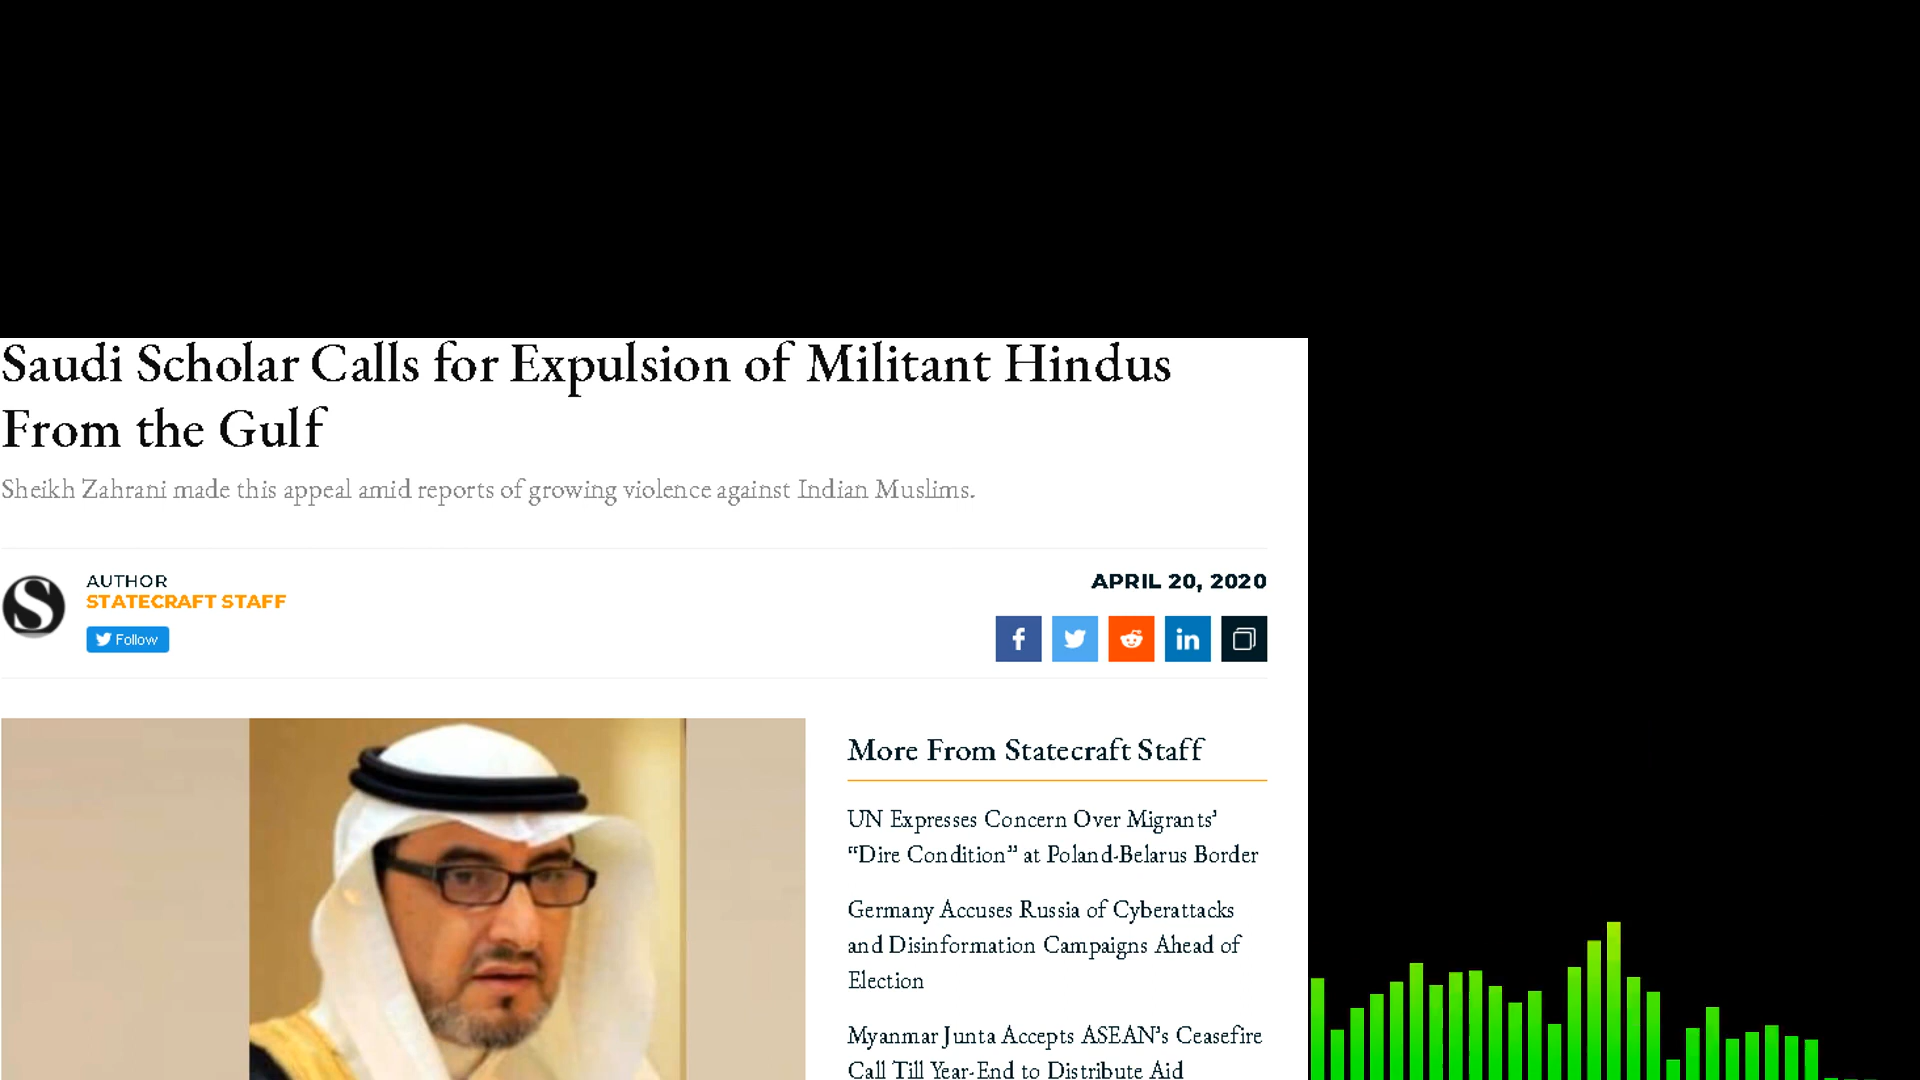 Saudi Scholar Calls for Expulsion of Militant Hindus
From the Gulf
Sheikh Zahrani made this appeal amid reports of growing violence against Indian Muslims.
AUTHOR
STATECRAFT STAFF
Follow
APRIL 20, 2020
More From Statecraft Staff
UN Expresses Concern Over Migrants’
“Dire Condition” at Poland-Belarus Border
Germany Accuses Russia of Cyberattacks
and Disinformation Campaigns Ahead of
Election
Myanmar Junta Accepts ASEAN’s Ceasefire
Call Till Year-End to Distribute Aid